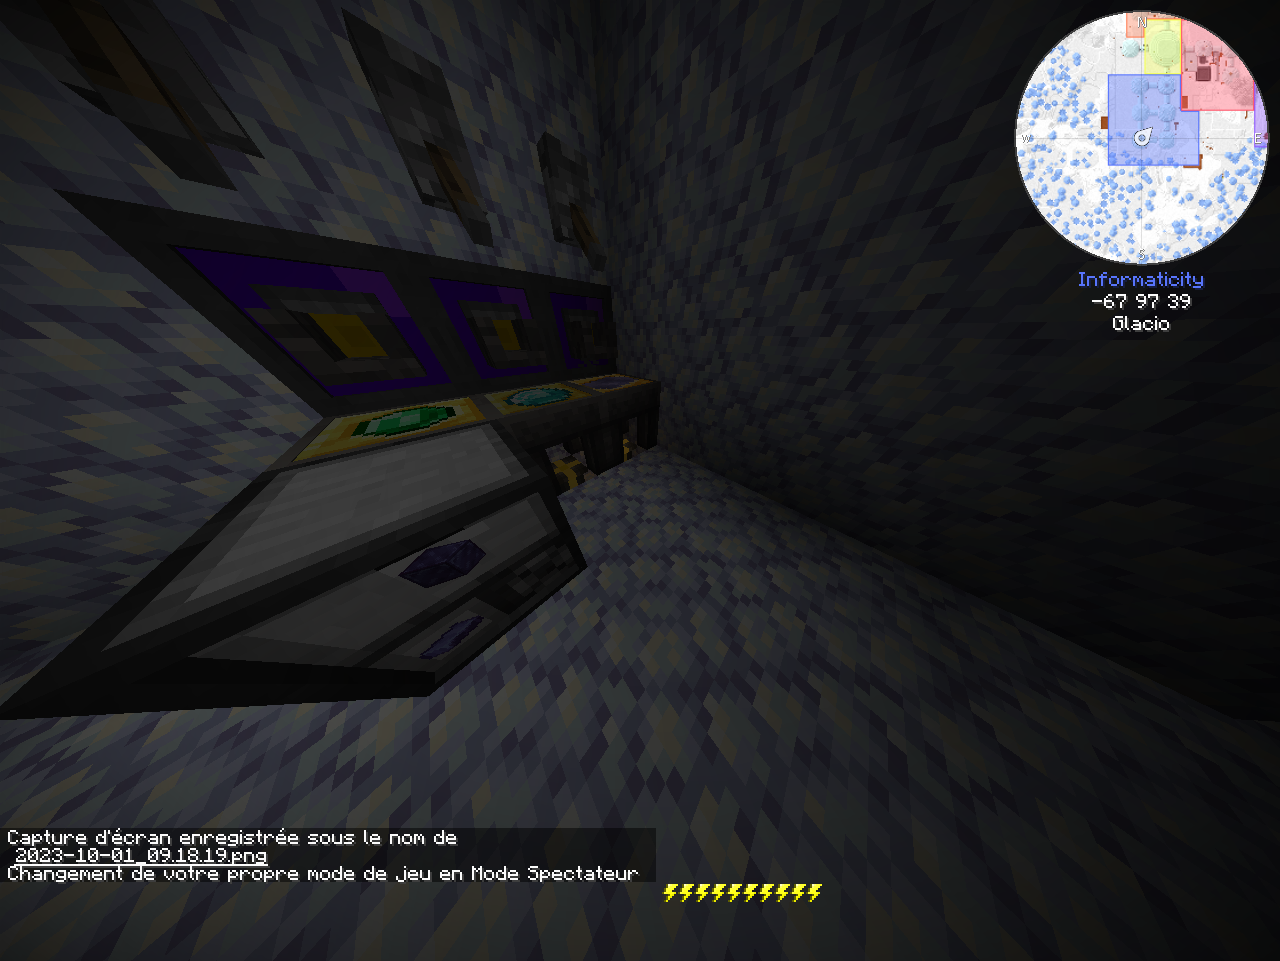 N
W
E
S
Informaticity
-67 97 39
Glacio
Capture d'écran enregistrée sous le nom de
2023-10-01_09.18.19.png
Changement de votre propre mode de jeu en Mode Spectateur